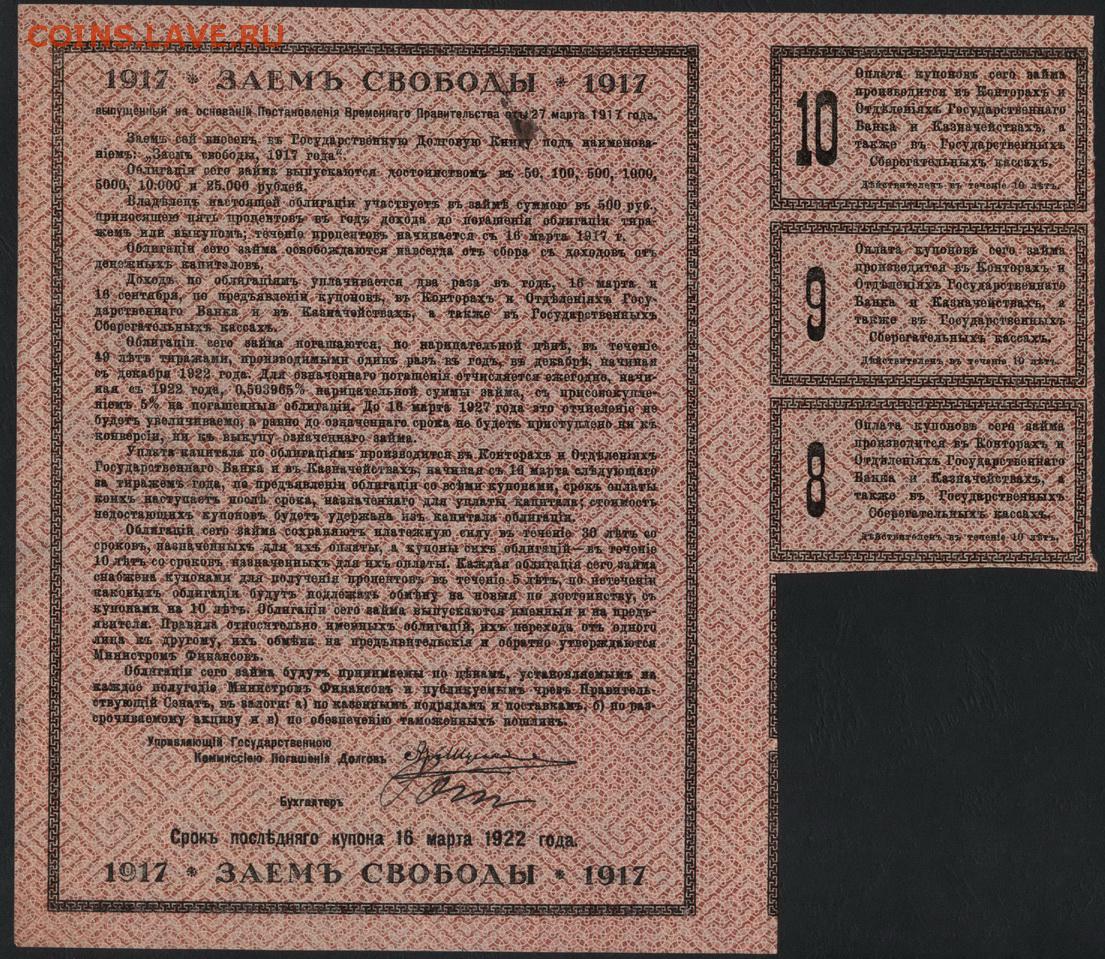 COINS.LAVE.RU
1917 * ЗАЕМЪ СВОБОДЫ * 1917
выпущенный на основаніи Постановленія Временнаго Правительства отъ 27 марта 1917 года.
Заемъ сей внесенъ въ Государственную Долговую Книгу подъ наименова-
ніемъ: „Заемъ свободы, 1917 года“.
Облигаціи сего займа выпускаются достоинствомъ въ 50, 100, 500, 1000,
5000, 10.000 и 25.000 рублей.
Владѣлецъ настоящей облигаціи участвуетъ въ займѣ суммою въ 500 руб.,
приносящею пять процентовъ въ годъ дохода до погашенія облигаціи тира-
жемъ или выкупомъ; теченіе процентовъ начинается съ 16 марта 1917 г.
Облигаціи сего займа освобождаются навсегда отъ сбора съ доходовъ отъ
денежныхъ капиталовъ.
Доходъ по облигаціямъ уплачивается два раза въ годъ, 16 марта и
16 сентября, по предъявленіи купоновъ, въ Конторахъ и Отдѣленіяхъ Госу-
дарственнаго Банка и въ Казначействахъ, а также въ Государственныхъ
Сберегательныхъ кассахъ.
Облигаціи сего займа погашаются, по нарицательной цѣнѣ, въ теченіе
49 лѣтъ тиражами, производимыми одинъ разъ въ годъ, въ декабрѣ, начиная
съ декабря 1922 года. Для означеннаго погашенія отчисляется ежегодно, начи-
ная съ 1922 года, 0,503965% нарицательной суммы займа, съ присовокупле-
ніемъ 5% на погашенныя облигаціи. До 16 марта 1927 года это отчисленіе не
будетъ увеличиваемо, а равно до означеннаго срока не будетъ приступлено ни къ
конверсіи, ни къ выкупу означеннаго займа.
Уплата капитала по облигаціямъ производится въ Конторахъ и Отдѣленіяхъ
Государственнаго Банка и въ Казначействахъ, начиная съ 16 марта слѣдующаго
за тиражемъ года, по предъявленіи облигаціи со всѣми купонами, срокъ оплаты
коихъ наступаетъ послѣ срока, назначеннаго для уплаты капитала; стоимость
недостающихъ купоновъ будетъ удержана изъ капитала облигаціи.
Облигаціи сего займа сохраняютъ платежную силу въ теченіе 30 лѣтъ со
сроковъ, назначенныхъ для ихъ оплаты, а купоны сихъ облигацій—въ теченіе
10 лѣтъ со сроковъ назначенныхъ для ихъ оплаты. Каждая облигація сего займа
снабжена купонами для полученія процентовъ въ теченіе 5 лѣтъ, по истеченіи
каковыхъ облигаціи будутъ подлежать обмѣну на новыя по достоинству, съ
купонами на 10 лѣтъ. Облигаціи сего займа выпускаются именныя и на предъ-
явителя. Правила относительно именныхъ облигацій, ихъ перехода отъ одного
лица къ другому, ихъ обмѣна на предъявительскія и обратно утверждаются
Министромъ Финансовъ.
Облигаціи сего займа будутъ принимаемы по цѣнамъ, устанавляемымъ на
каждое полугодіе Министромъ Финансовъ и публикуемымъ чрезъ Правитель-
ствующій Сенатъ, въ залоги: а) по казеннымъ подрядамъ и поставкамъ, б) по раз-
срочиваемому акцизу и в) по обезпеченію таможенныхъ пошлинъ.
Управляющій Государственною
Коммиссіею Погашенія Долговъ
Бухгалтеръ
Срокъ послѣдняго купона 16 марта 1922 года.
1917 * ЗАЕМЪ СВОБОДЫ * 1917
10
Оплата купоновъ сего займа
производится въ Конторахъ и
Отдѣленіяхъ Государственнаго
Банка и Казначействахъ, а
также въ Государственныхъ
Сберегательныхъ кассахъ.
Дѣйствителенъ въ теченіе 10 лѣтъ.
9
Оплата купоновъ сего займа
производится въ Конторахъ и
Отдѣленіяхъ Государственнаго
Банка и Казначействахъ, а
также въ Государственныхъ
Сберегательныхъ кассахъ.
Дѣйствителенъ въ теченіе 10 лѣтъ.
8
Оплата купоновъ сего займа
производится въ Конторахъ и
Отдѣленіяхъ Государственнаго
Банка и Казначействахъ, а
также въ Государственныхъ
Сберегательныхъ кассахъ.
Дѣйствителенъ въ теченіе 10 лѣтъ.